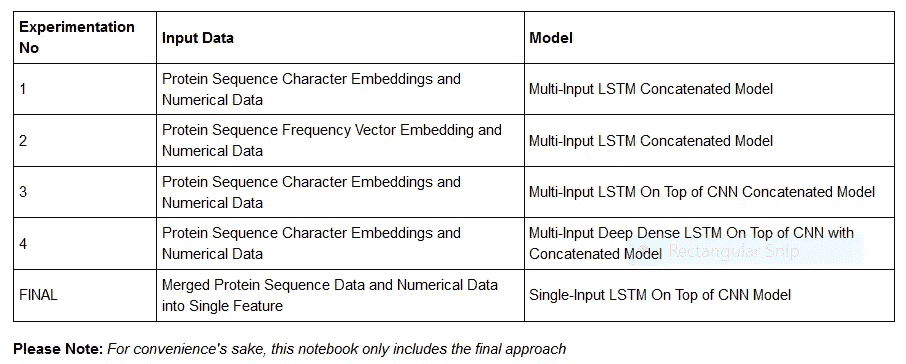 Experimentation
No
Input Data
Model
1
Protein Sequence Character Embeddings and
Numerical Data
Multi-Input LSTM Concatenated Model
2
Protein Sequence Frequency Vector Embedding and
Numerical Data
Multi-Input LSTM Concatenated Model
3
Protein Sequence Character Embeddings and
Numerical Data
Multi-Input LSTM On Top of CNN Concatenated Model
4
Protein Sequence Character Embeddings and
Numerical Data
Multi-Input Deep Dense LSTM On Top of CNN with
Concatenated Model
Rectangular Snip
FINAL
Merged Protein Sequence Data and Numerical Data
into Single Feature
Single-Input LSTM On Top of CNN Model
Please Note: For convenience's sake, this notebook only includes the final approach